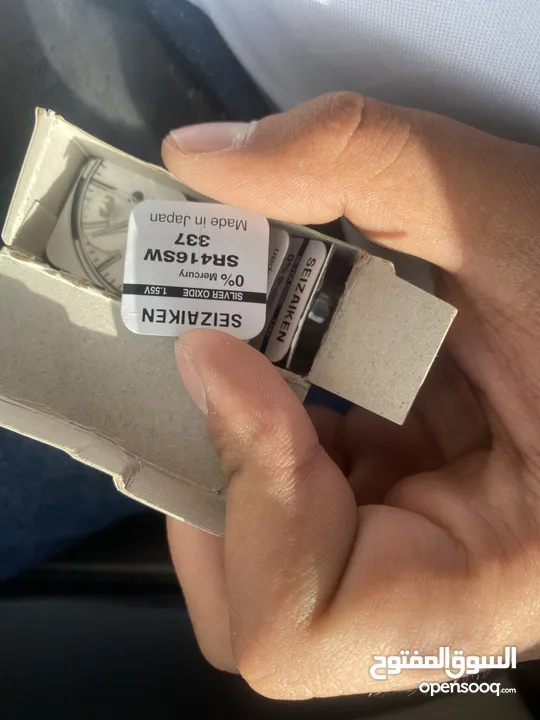 SEIZAIKEN
SILVER OXIDE 1.55V
0% Mercury
SR416SW
337
Made in Japan
SEIZAIKEN
السوق المفتوح
opensooq.com